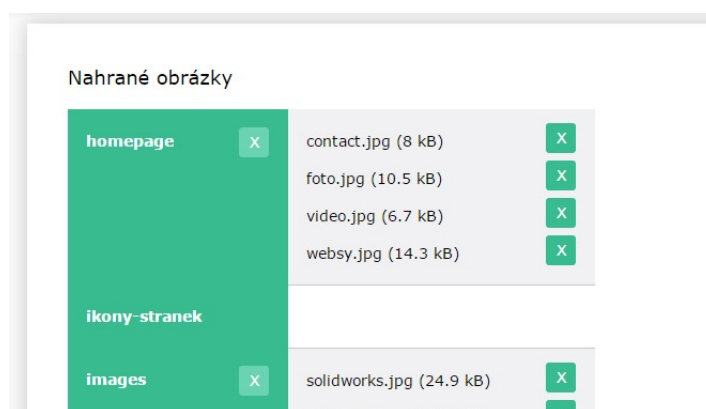 Nahrané obrázky
homepage X contact.jpg (8 kB) X
foto.jpg (10.5 kB) X
video.jpg (6.7 kB) X
websy.jpg (14.3 kB) X
ikony-stranek
images X solidworks.jpg (24.9 kB) X